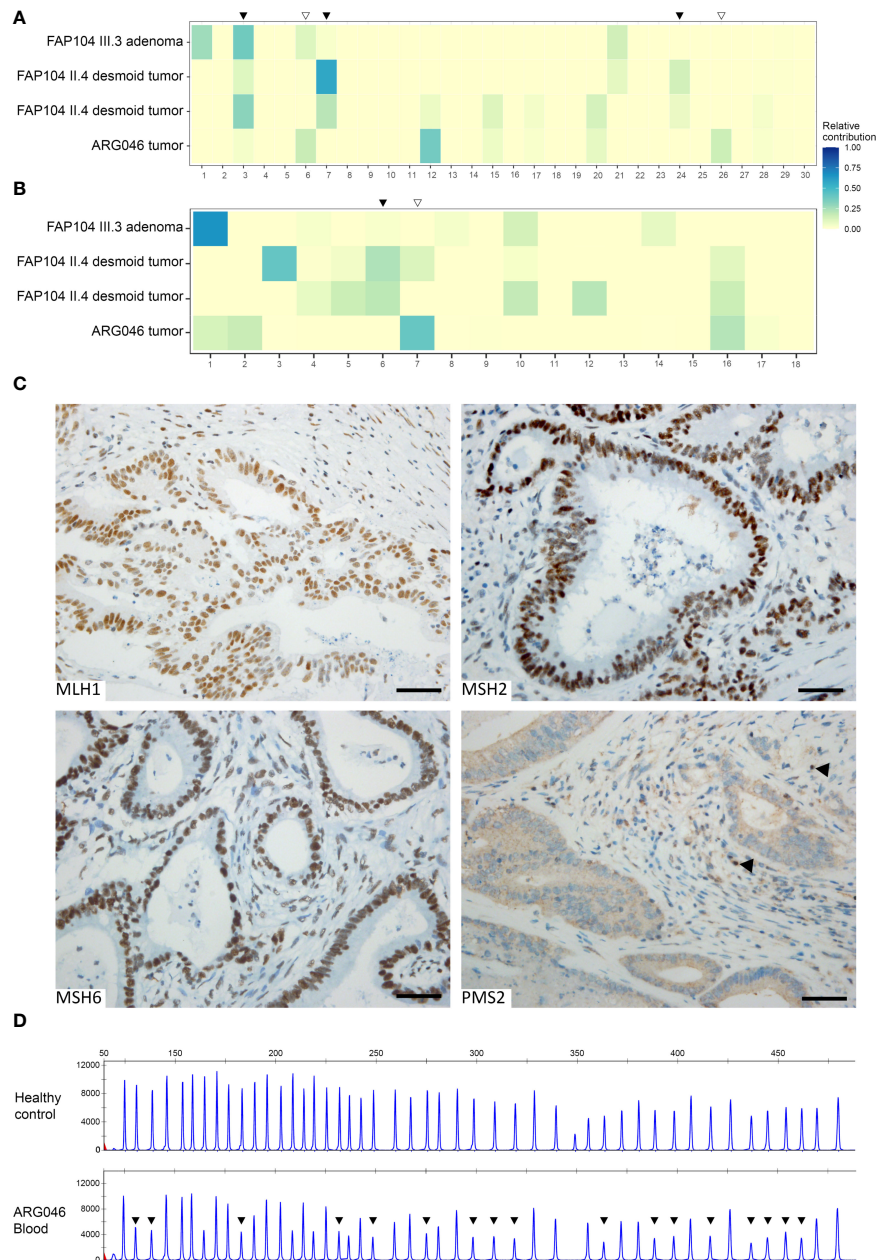 A
FAP104 III.3 adenoma
FAP104 II.4 desmoid tumor
FAP104 II.4 desmoid tumor
ARG046 tumor
1 2 3 4 5 6 7 8 9 10 11 12 13 14 15 16 17 18 19 20 21 22 23 24 25 26 27 28 29 30
Relative
contribution
1.00
0.75
0.50
0.25
0.00
B
FAP104 III.3 adenoma
FAP104 II.4 desmoid tumor
FAP104 II.4 desmoid tumor
ARG046 tumor
1 2 3 4 5 6 7 8 9 10 11 12 13 14 15 16 17 18
C
MLH1
MSH2
MSH6
PMS2
D
50 150 200 250 300 350 400 450
Healthy
control
12000
8000
4000
0
ARG046
Blood
12000
8000
4000
0